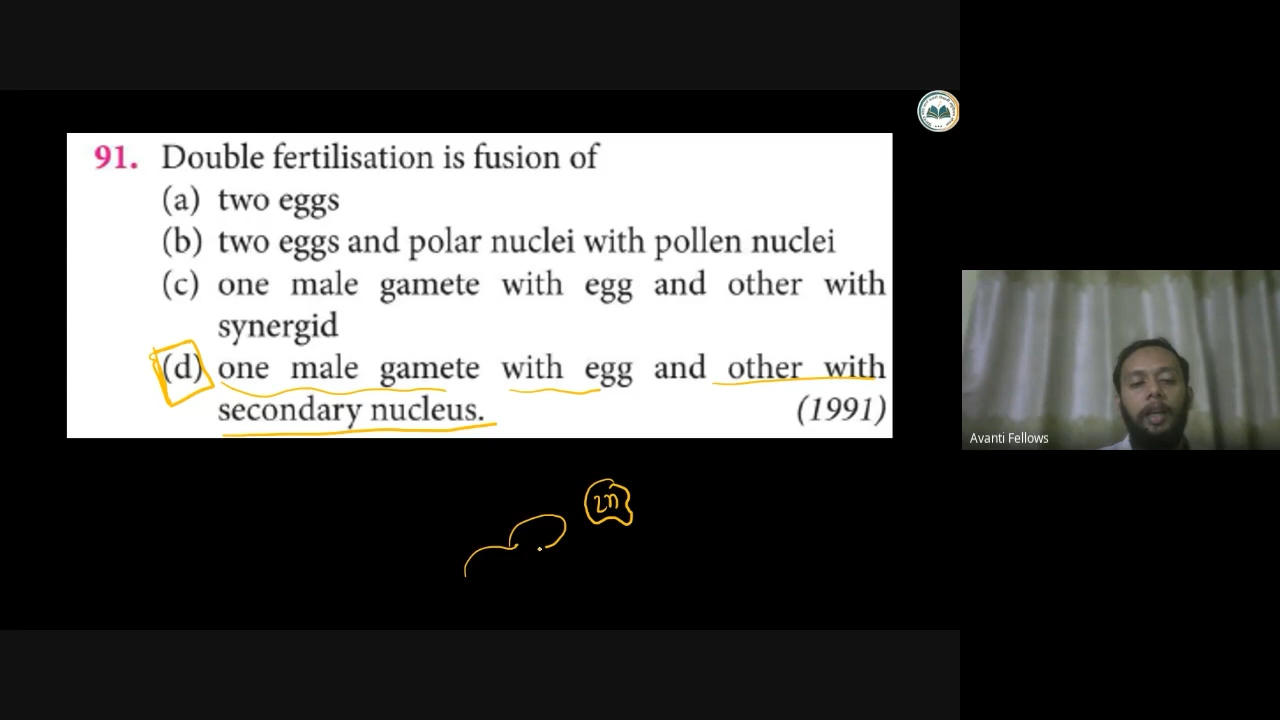 91. Double fertilisation is fusion of
(a) two eggs
(b) two eggs and polar nuclei with pollen nuclei
(c) one male gamete with egg and other with
synergid
(d) one male gamete with egg and other with
secondary nucleus. (1991)
2n
Avanti Fellows